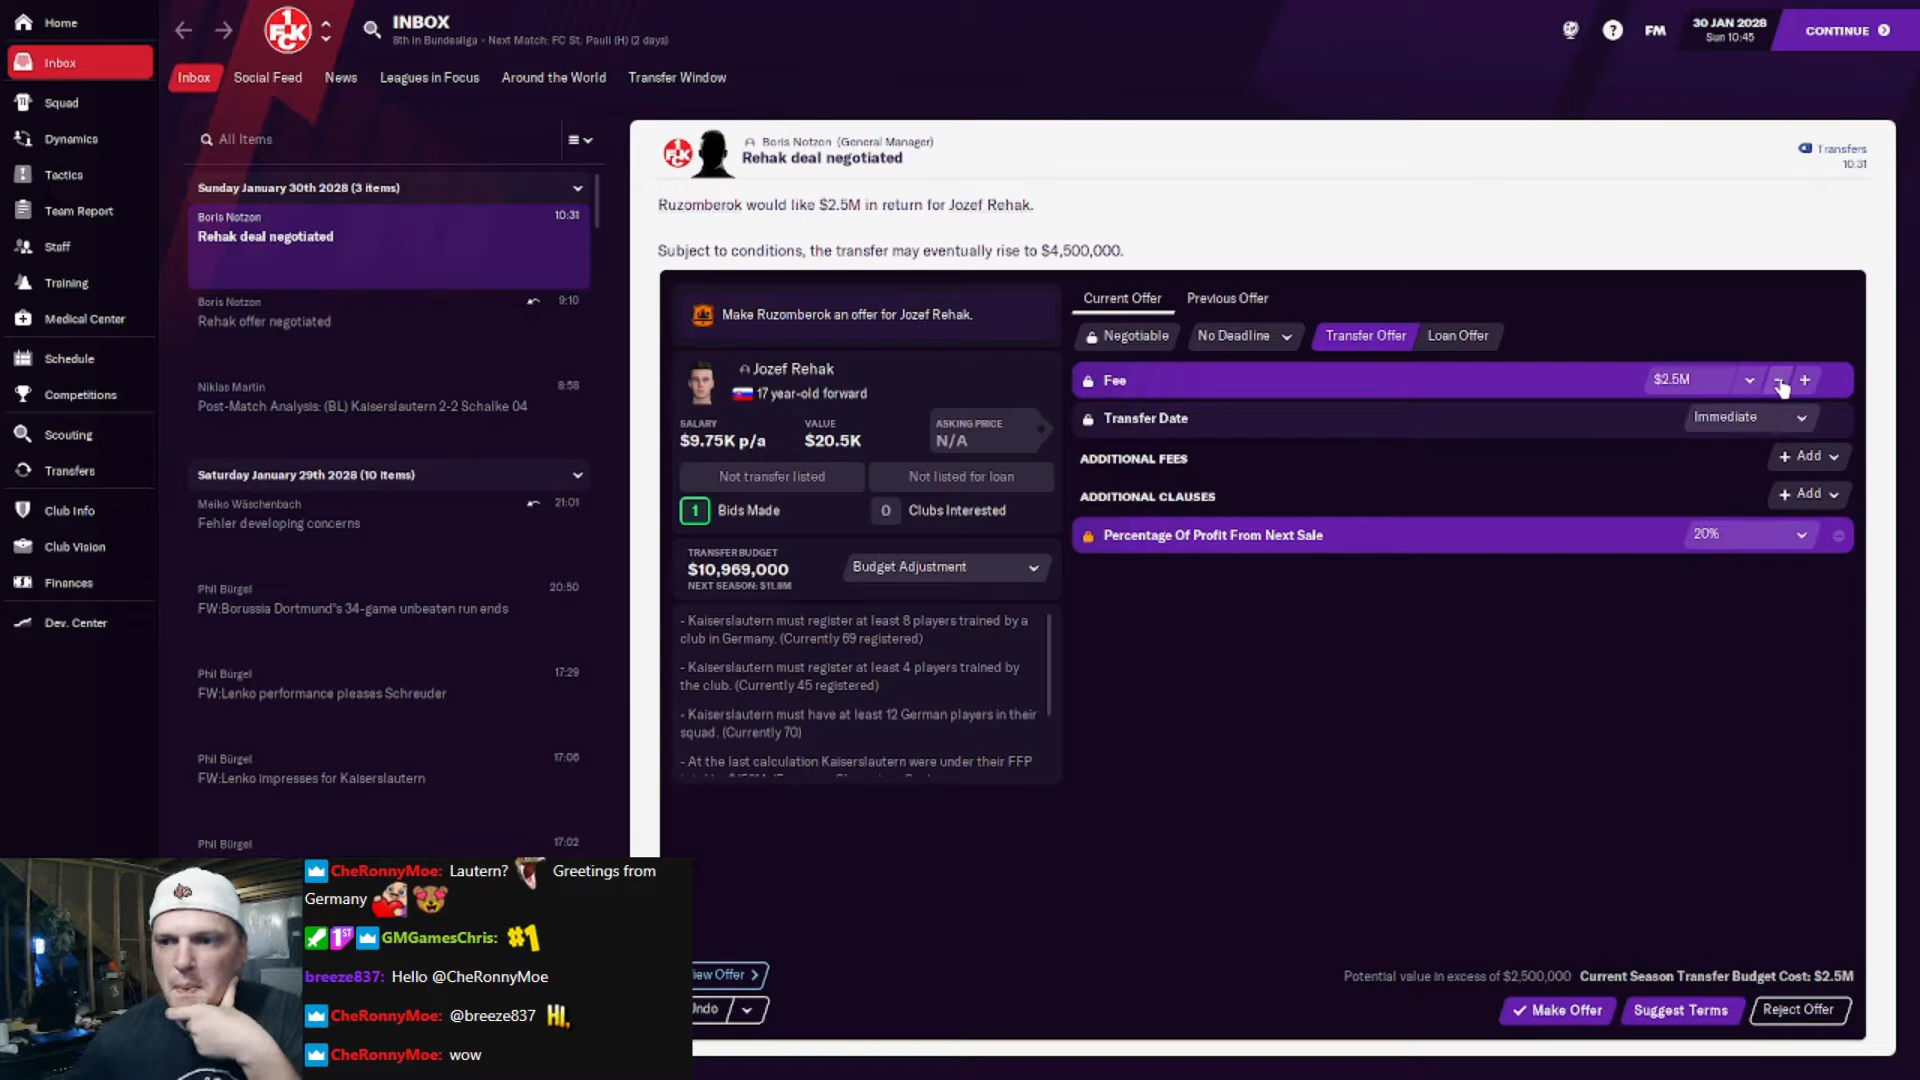 Home
Inbox
Squad
Dynamics
Tactics
Team Report
Staff
Training
Medical Center
Schedule
Competitions
Scouting
Transfers
Club Info
Club Vision
Finances
Dev. Center
INBOX
8th in Bundesliga - Next Match: FC St. Pauli (H) (2 days)
FM
30 JAN 2028
Sun 10:45
CONTINUE
Inbox Social Feed News Leagues in Focus Around the World Transfer Window
All Items
Sunday January 30th 2028 (3 items)
Boris Notzon 10:31
Rehak deal negotiated
Boris Notzon 9:10
Rehak offer negotiated
Niklas Martin 8:58
Post-Match Analysis: (BL) Kaiserslautern 2-2 Schalke 04
Saturday January 29th 2028 (10 items)
Meiko Wäschenbach 21:01
Fehler developing concerns
Phil Bürgel 20:50
FW:Borussia Dortmund's 34-game unbeaten run ends
Phil Bürgel 17:29
FW:Lenko performance pleases Schreuder
Phil Bürgel 17:06
FW:Lenko impresses for Kaiserslautern
Phil Bürgel 17:02
Boris Notzon (General Manager)
Rehak deal negotiated
Transfers
10:31
Ruzomberok would like $2.5M in return for Jozef Rehak.
Subject to conditions, the transfer may eventually rise to $4,500,000.
Make Ruzomberok an offer for Jozef Rehak.
Jozef Rehak
17 year-old forward
SALARY
$9.75K p/a
VALUE
$20.5K
ASKING PRICE
N/A
Not transfer listed
Not listed for loan
1 Bids Made
0 Clubs Interested
TRANSFER BUDGET
$10,969,000
NEXT SEASON: $11.8M
Budget Adjustment
- Kaiserslautern must register at least 8 players trained by a
club in Germany. (Currently 69 registered)
- Kaiserslautern must register at least 4 players trained by
the club. (Currently 45 registered)
- Kaiserslautern must have at least 12 German players in their
squad. (Currently 70)
- At the last calculation Kaiserslautern were under their FFP
Current Offer Previous Offer
Negotiable No Deadline Transfer Offer Loan Offer
Fee $2.5M
Transfer Date Immediate
ADDITIONAL FEES + Add
ADDITIONAL CLAUSES + Add
Percentage Of Profit From Next Sale 20%
Offer
Potential value in excess of $2,500,000 Current Season Transfer Budget Cost: $2.5M
Make Offer Suggest Terms Reject Offer
CheRonnyMoe: Lautern? Greetings from
Germany
1ST GMGamesChris: #1
breeze837: Hello @CheRonnyMoe
CheRonnyMoe: @breeze837 HI,
CheRonnyMoe: wow